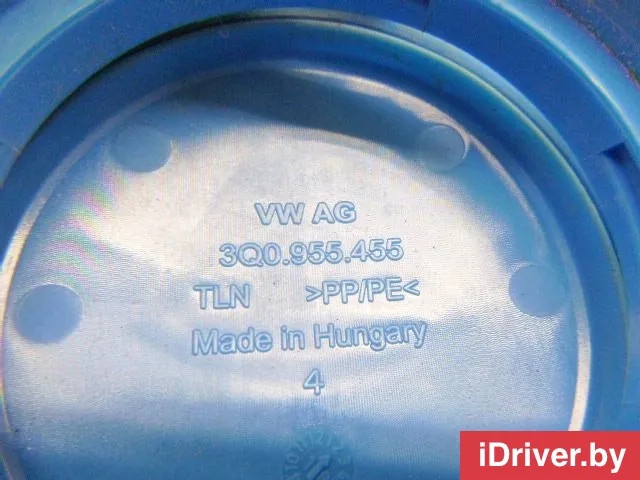 VW AG
3Q0.955.455
TLN >PP/PE<
Made in Hungary
4
iDriver.by